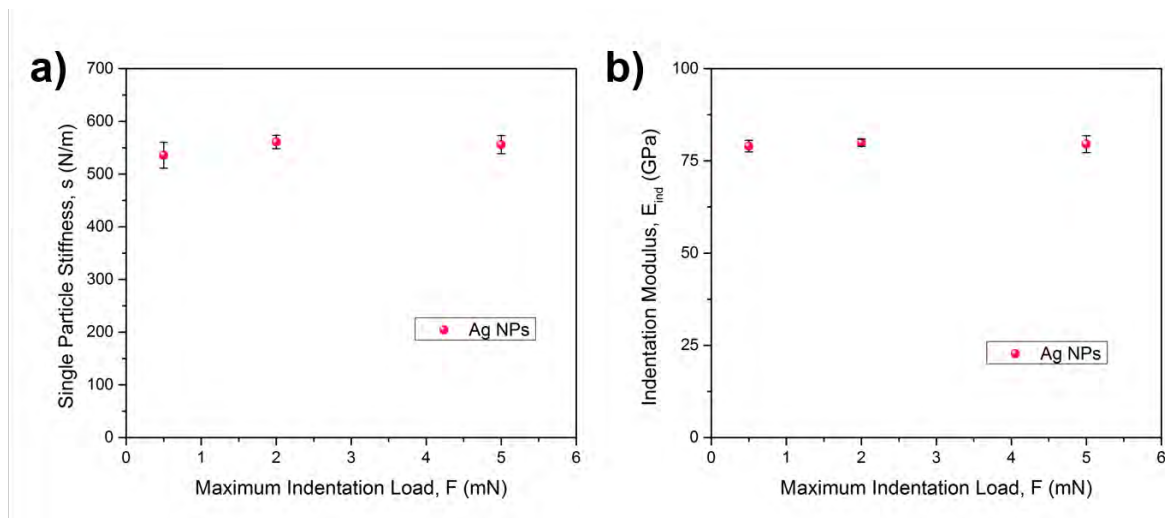 a)
700
600
500
400
300
200
100
0
Single Particle Stiffness, s (N/m)
Ag NPs
0 1 2 3 4 5 6
Maximum Indentation Load, F (mN)
b)
100
75
50
25
0
Indentation Modulus, E_ind (GPa)
Ag NPs
0 1 2 3 4 5 6
Maximum Indentation Load, F (mN)